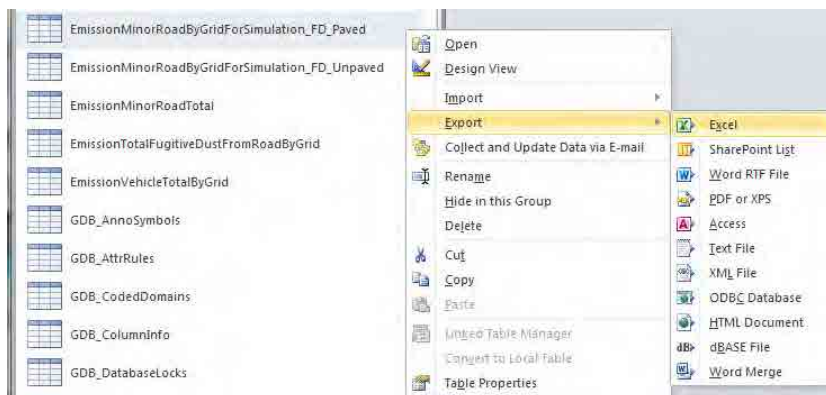 EmissionMinorRoadByGridForSimulation_FD_Paved
EmissionMinorRoadByGridForSimulation_FD_Unpaved
EmissionMinorRoadTotal
EmissionTotalFugitiveDustFromRoadByGrid
EmissionVehicleTotalByGrid
GDB_AnnoSymbols
GDB_AttrRules
GDB_CodedDomains
GDB_ColumnInfo
GDB_DatabaseLocks
Open
Design View
Import
Export
Collect and Update Data via E-mail
Rename
Hide in this Group
Delete
Cut
Copy
Paste
Linked Table Manager
Convert to Local Table
Table Properties
Excel
SharePoint List
Word RTF File
PDF or XPS
Access
Text File
XML File
ODBC Database
HTML Document
dB> dBASE File
Word Merge